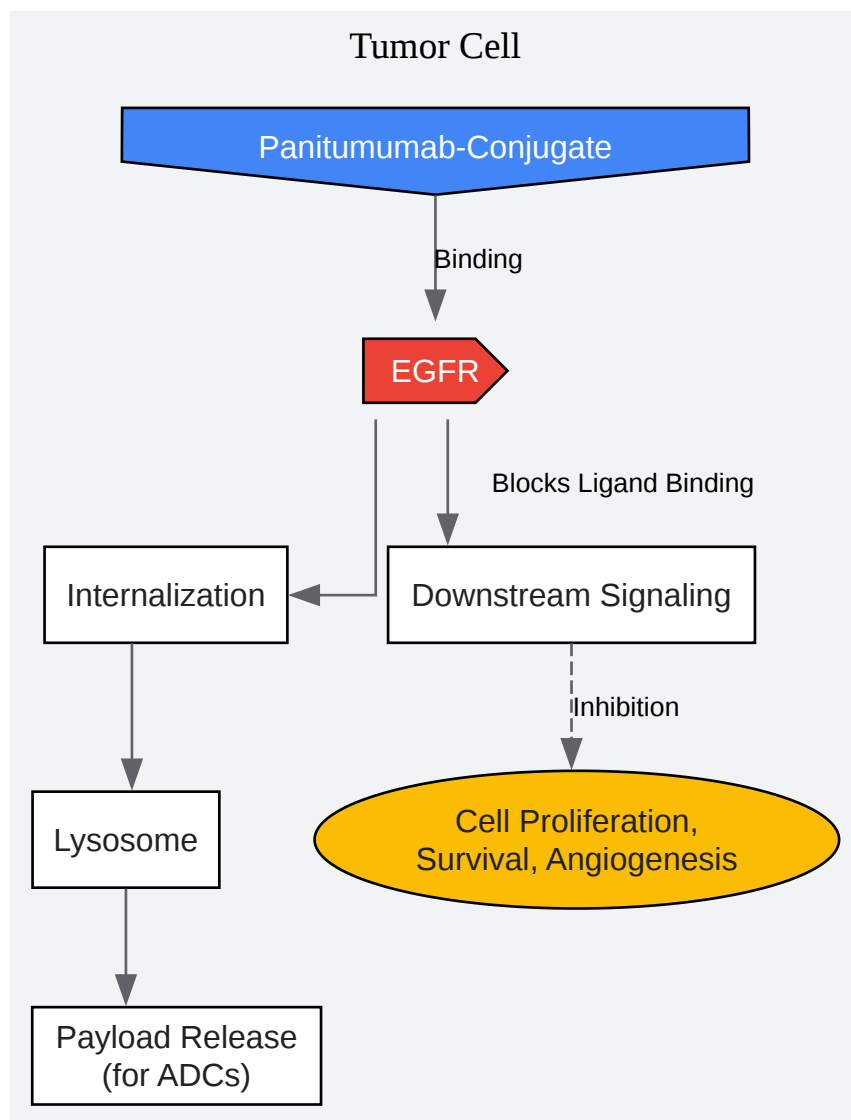 Tumor Cell
Panitumumab-Conjugate
Binding
EGFR
Blocks Ligand Binding
Internalization
Downstream Signaling
Inhibition
Lysosome
Cell Proliferation,
Survival, Angiogenesis
Payload Release
(for ADCs)